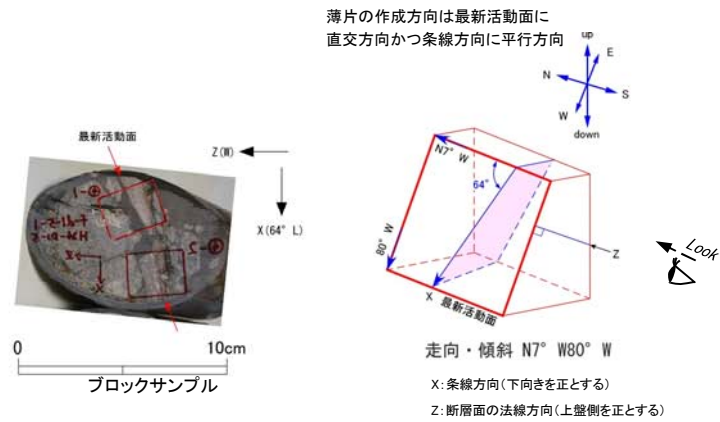 薄片の作成方向は最新活動面に
直交方向かつ条線方向に平行方向
up
E
N
S
W
down
最新活動面
Z(W)
X(64°L)
N7°W
64°
80°W
Z
Look
X
最新活動面
0
10cm
ブロックサンプル
走向・傾斜 N7°W80°W
X:条線方向(下向きを正とする)
Z:断層面の法線方向(上盤側を正とする)